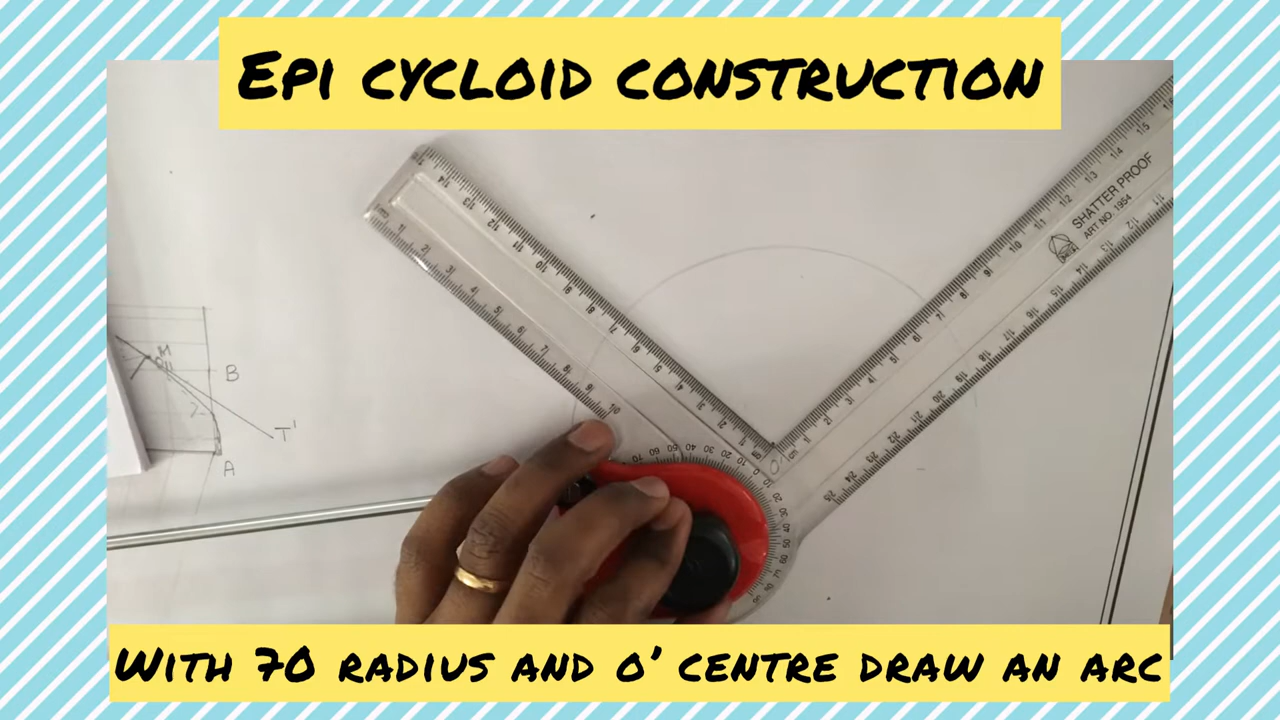 Epi cycloid construction
SHATTER PROOF
ART NO. 1954
M
B
T'
A
O'
With 70 radius and o' centre draw an arc